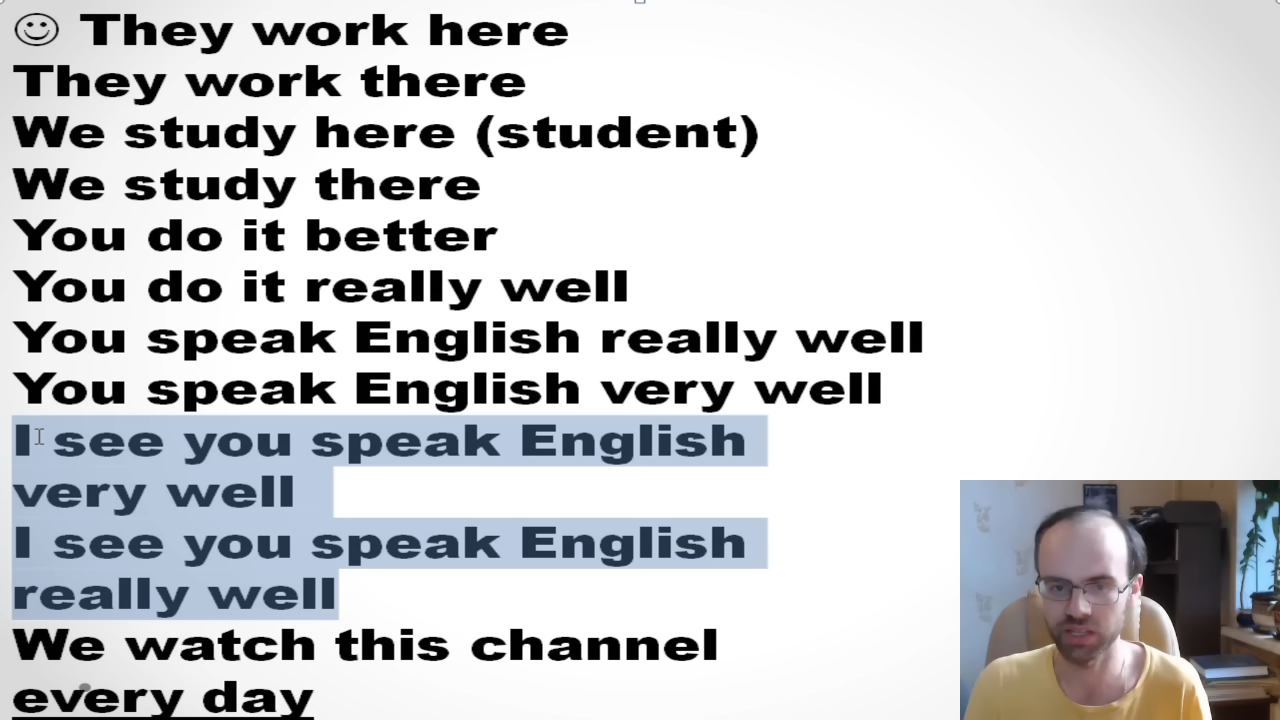 ☺ They work here
They work there
We study here (student)
We study there
You do it better
You do it really well
You speak English really well
You speak English very well
I see you speak English
very well
I see you speak English
really well
We watch this channel
every day